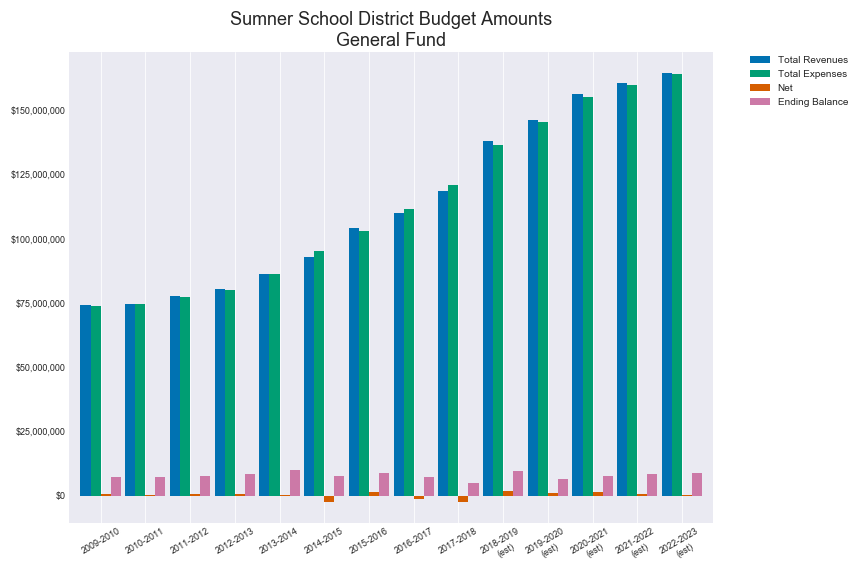 Sumner School District Budget Amounts
General Fund
Total Revenues
Total Expenses
Net
Ending Balance
$150,000,000
$125,000,000
$100,000,000
$75,000,000
$50,000,000
$25,000,000
$0
2009-2010
2010-2011
2011-2012
2012-2013
2013-2014
2014-2015
2015-2016
2016-2017
2017-2018
2018-2019
(est)
2019-2020
(est)
2020-2021
(est)
2021-2022
(est)
2022-2023
(est)